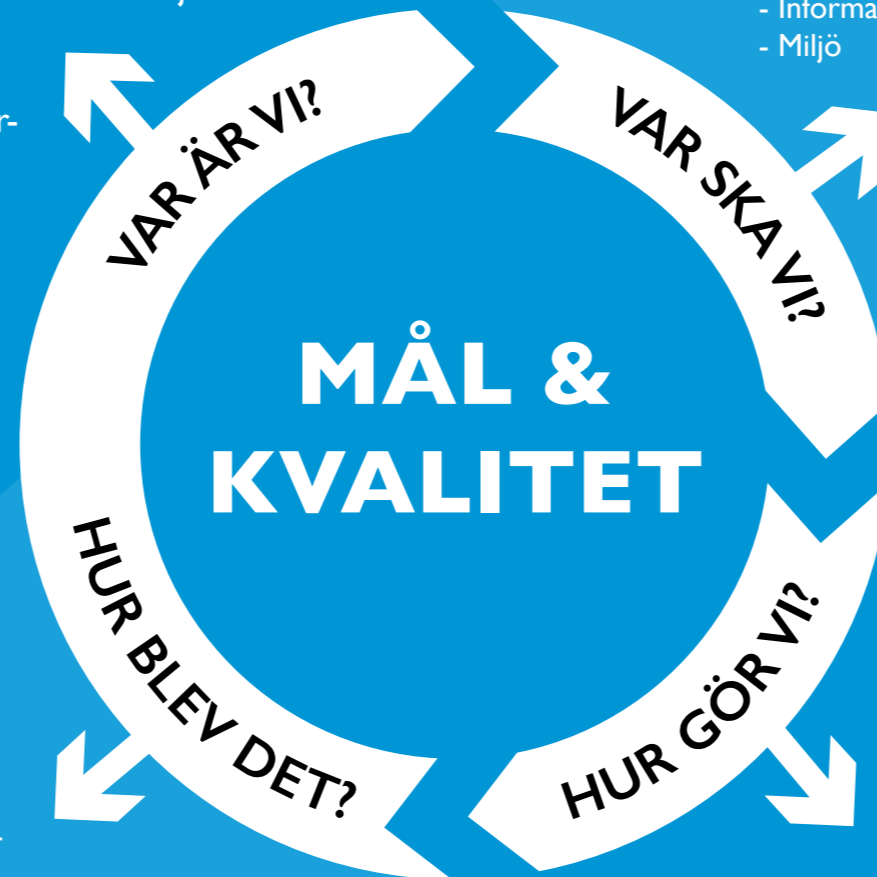 - Miljö
VAR ÄR VI?
VAR SKA VI?
MÅL &
KVALITET
HUR GÖR VI?
HUR BLEV DET?